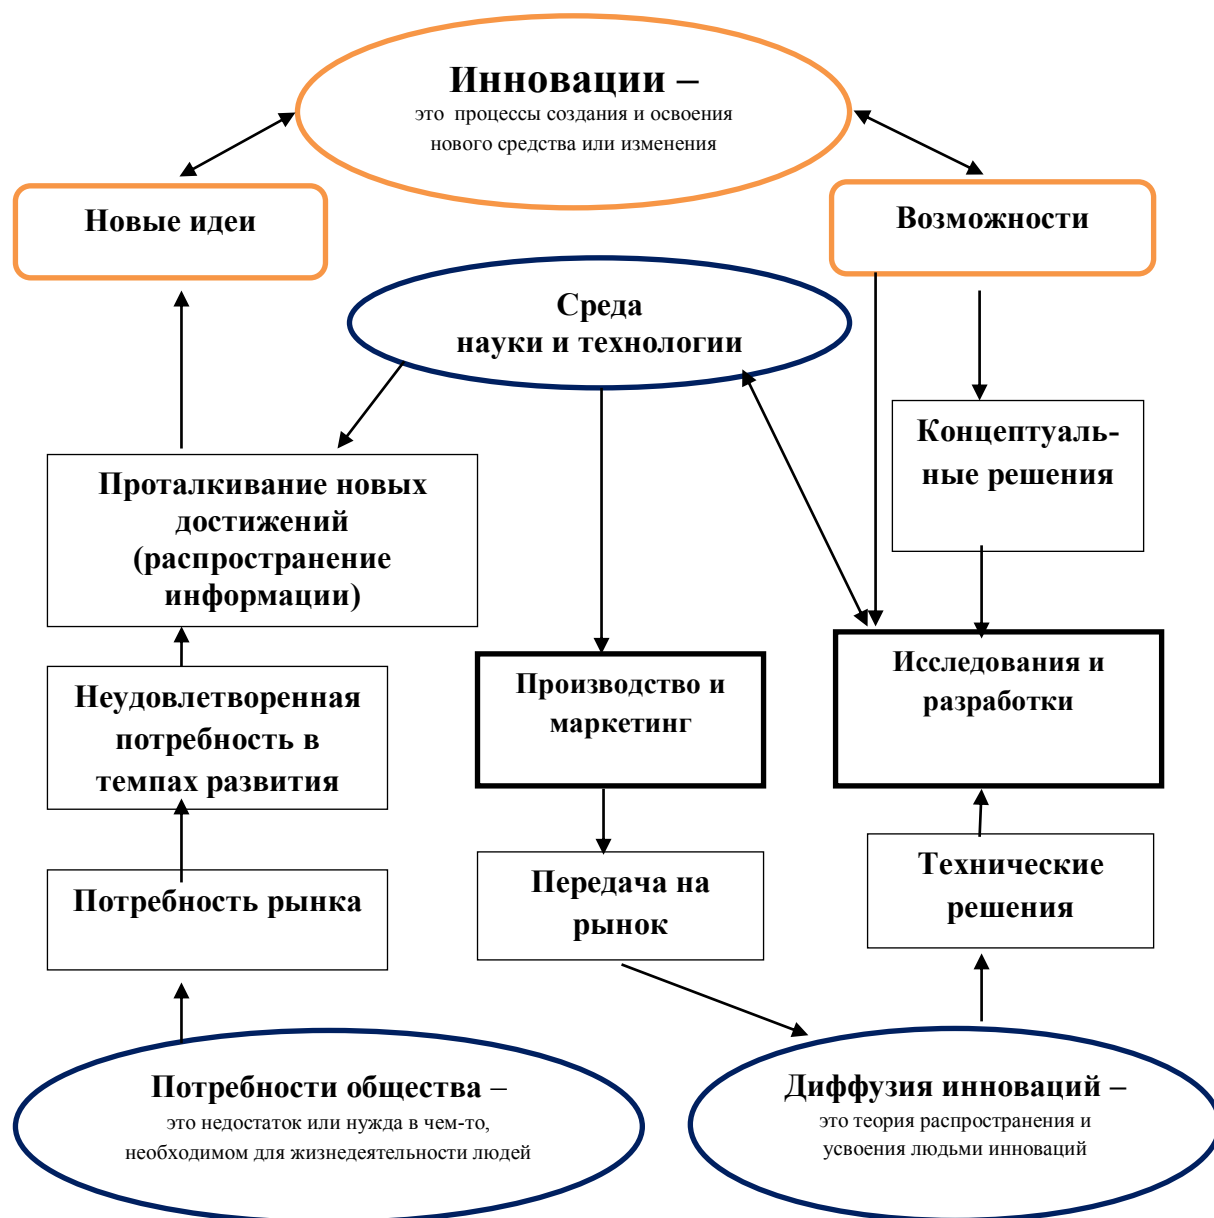 Инновации –
это процессы создания и освоения
нового средства или изменения
Новые идеи
Возможности
Среда
науки и технологии
Концептуаль-
ные решения
Проталкивание новых
достижений
(распространение
информации)
Исследования и
разработки
Производство и
маркетинг
Неудовлетворенная
потребность в
темпах развития
Потребность рынка
Передача на
рынок
Технические
решения
Потребности общества –
это недостаток или нужда в чем-то,
необходимом для жизнедеятельности людей
Диффузия инноваций –
это теория распространения и
усвоения людьми инноваций